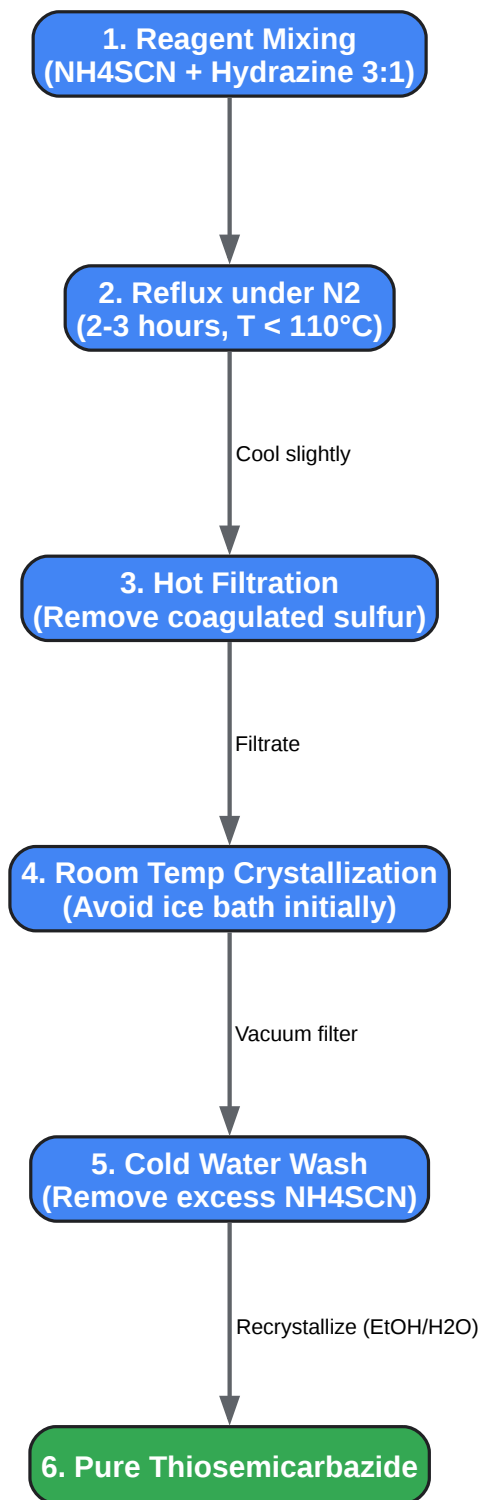 1. Reagent Mixing
(NH4SCN + Hydrazine 3:1)
2. Reflux under N2
(2-3 hours, T < 110°C)
Cool slightly
3. Hot Filtration
(Remove coagulated sulfur)
Filtrate
4. Room Temp Crystallization
(Avoid ice bath initially)
Vacuum filter
5. Cold Water Wash
(Remove excess NH4SCN)
Recrystallize (EtOH/H2O)
6. Pure Thiosemicarbazide